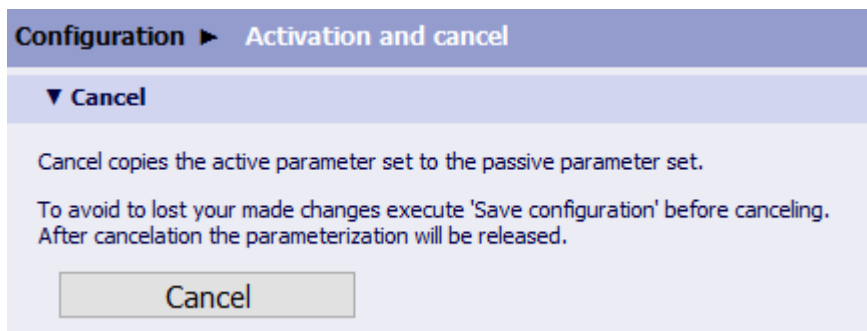 Configuration ► Activation and cancel
▼ Cancel
Cancel copies the active parameter set to the passive parameter set.
To avoid to lost your made changes execute 'Save configuration' before canceling.
After cancelation the parameterization will be released.
Cancel